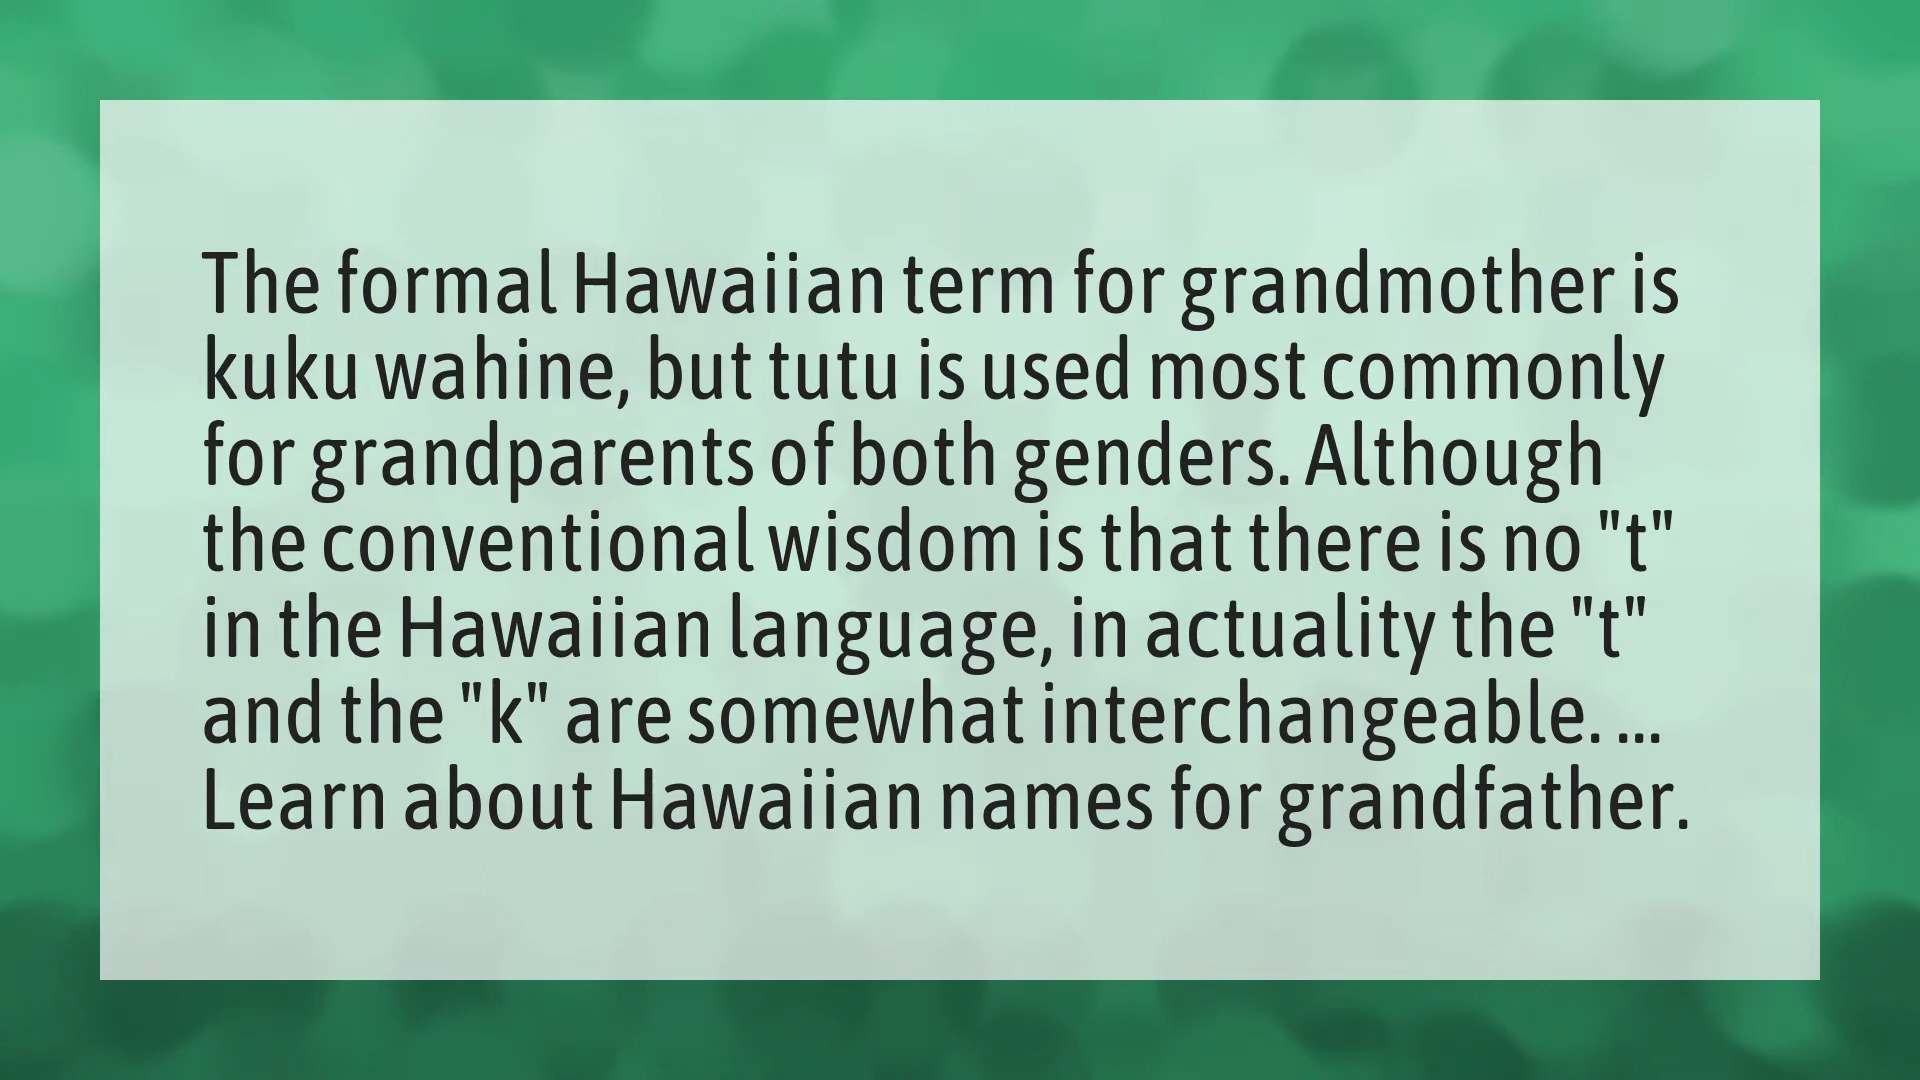 The formal Hawaiian term for grandmother is
kuku wahine, but tutu is used most commonly
for grandparents of both genders. Although
the conventional wisdom is that there is no "t"
in the Hawaiian language, in actuality the "t"
and the "k" are somewhat interchangeable. ...
Learn about Hawaiian names for grandfather.